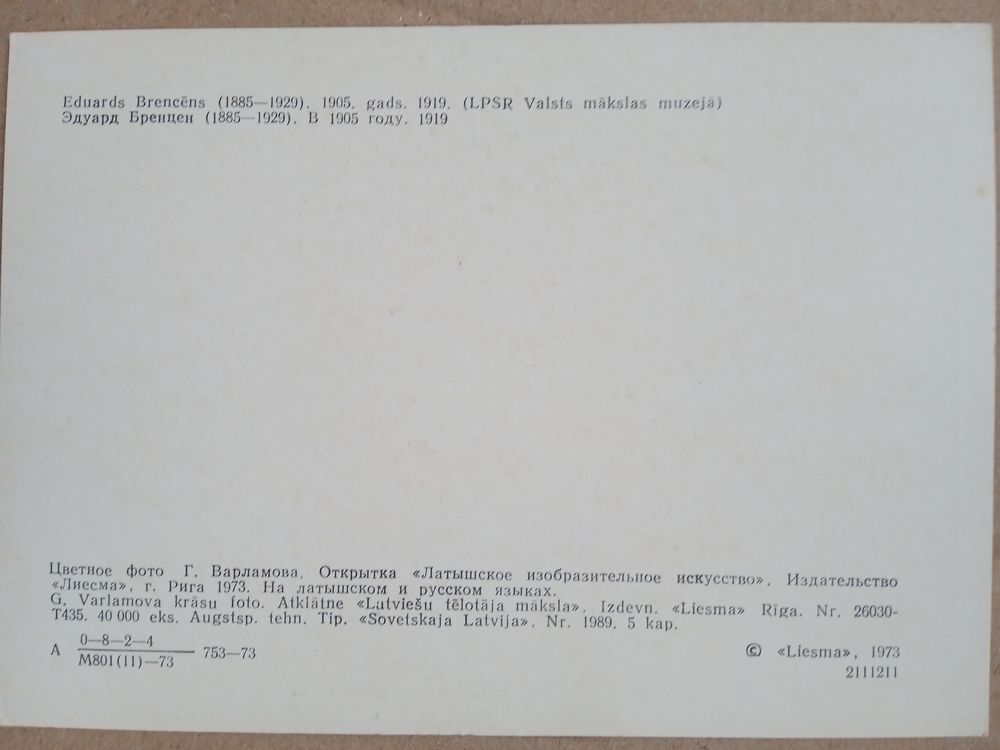 Eduards Brencēns (1885—1929). 1905. gads. 1919. (LPSR Valsts mākslas muzejā)
Эдуард Бренцен (1885—1929). В 1905 году. 1919
Цветное фото Г. Варламова. Открытка «Латышское изобразительное искусство». Издательство
«Лиесма», г. Рига 1973. На латышском и русском языках.
G. Varlamova krāsu foto. Atklātne «Latviešu tēlotāja māksla». Izdevn. «Liesma» Rīga. Nr. 26030-
T435. 40 000 eks. Augstsp. tehn. Tip. «Sovetskaja Latvija». Nr. 1989. 5 kap.
0—8—2—4
А ————— 753—73
М801(11)—73
© «Liesma», 1973
2111211